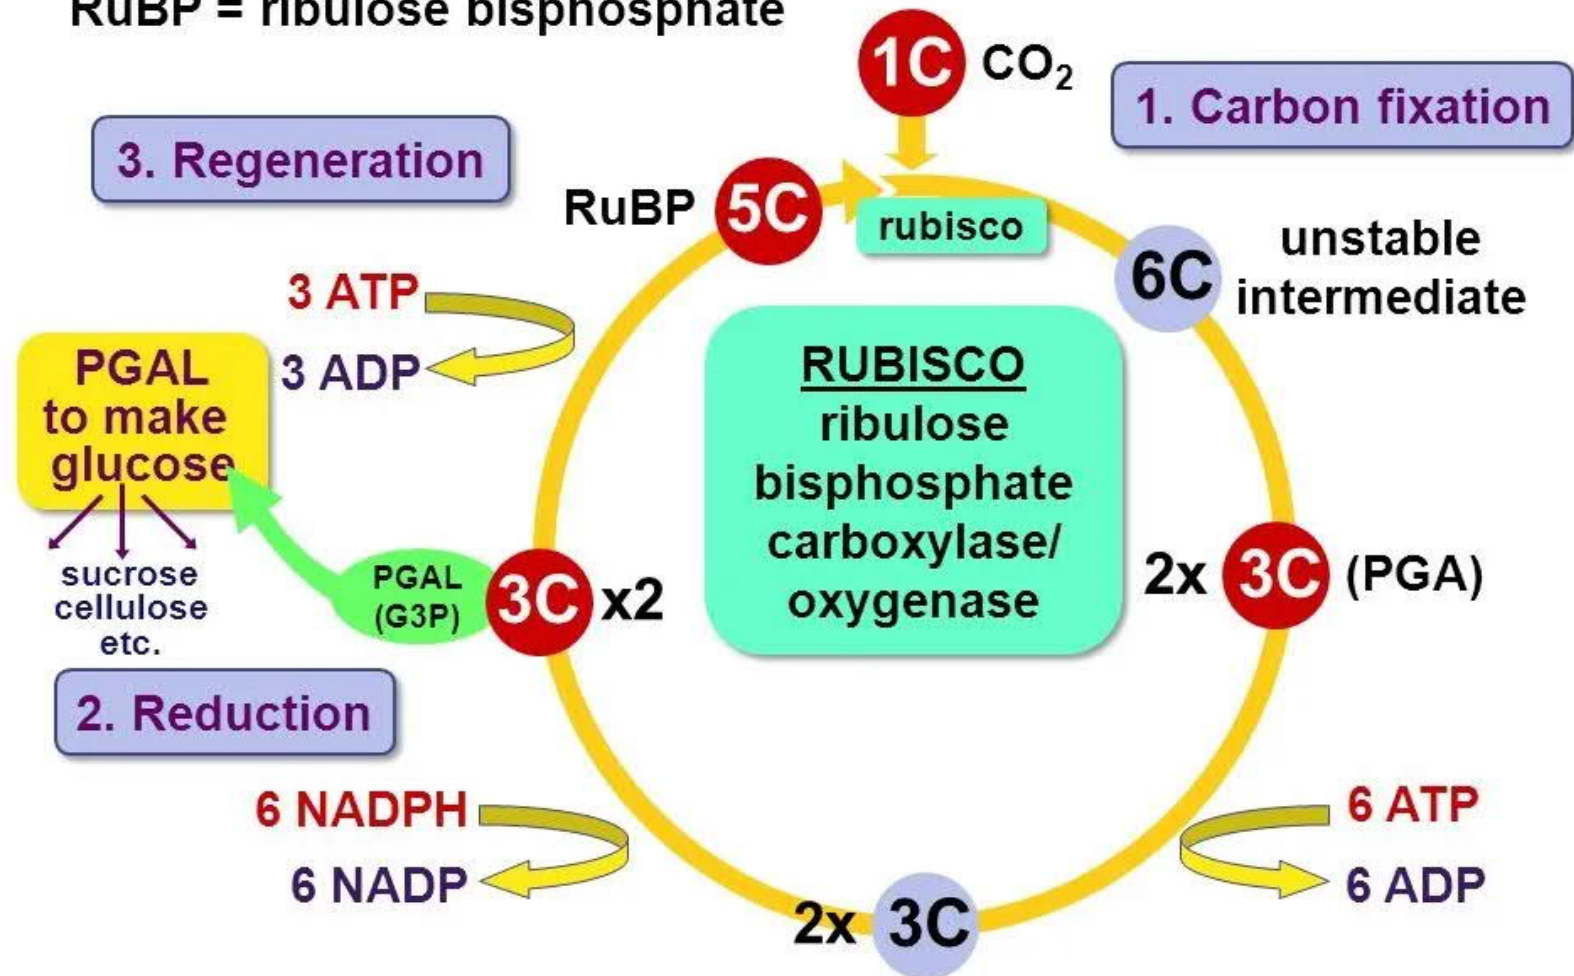 RuBP = ribulose bisphosphate
1C CO₂
1. Carbon fixation
3. Regeneration
RuBP 5C
rubisco
6C
unstable
intermediate
3 ATP
3 ADP
PGAL
to make
glucose
sucrose
cellulose
etc.
RUBISCO
ribulose
bisphosphate
carboxylase/
oxygenase
PGAL
(G3P)
3C x2
2x 3C (PGA)
2. Reduction
6 NADPH
6 NADP
6 ATP
6 ADP
2x 3C